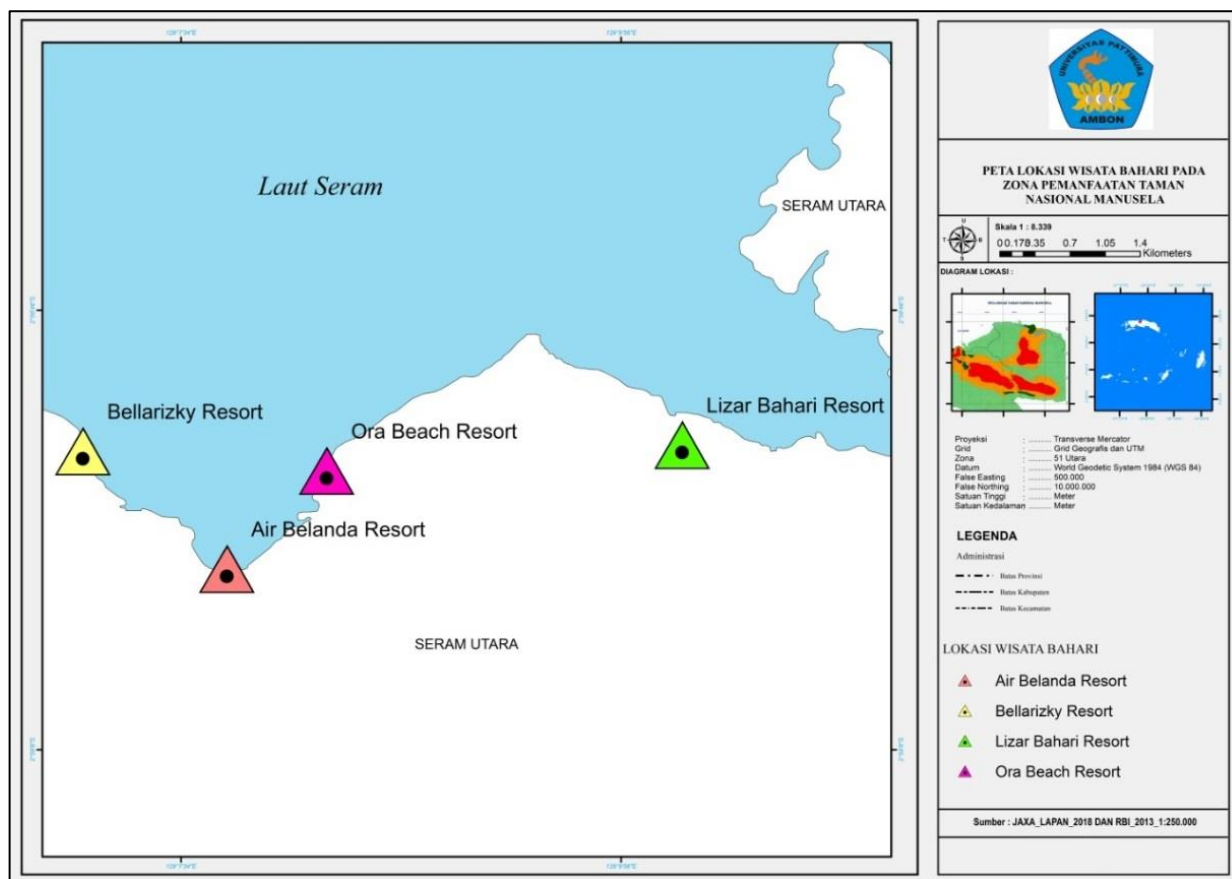 Laut Seram
SERAM UTARA
Bellarizky Resort
Ora Beach Resort
Lizar Bahari Resort
Air Belanda Resort
SERAM UTARA
UNIVERSITAS PATTIMURA
AMBON
PETA LOKASI WISATA BAHARI PADA
ZONA PEMANFAATAN TAMAN
NASIONAL MANUSELA
U
T B
S
Skala 1 : 8.339
0 0.175 0.35 0.7 1.05 1.4
Kilometers
DIAGRAM LOKASI :
Proyeksi : .......... Transverse Mercator
Grid : .......... Grid Geografis dan UTM
Zona : .......... 51 Utara
Datum : .......... World Geodetic System 1984 (WGS 84)
False Easting : .......... 500.000
False Northing : .......... 10.000.000
Satuan Tinggi : .......... Meter
Satuan Kedalaman : .......... Meter
LEGENDA
Administrasi
Batas Provinsi
Batas Kabupaten
Batas Kecamatan
LOKASI WISATA BAHARI
Air Belanda Resort
Bellarizky Resort
Lizar Bahari Resort
Ora Beach Resort
Sumber : JAXA_LAPAN_2018 DAN RBI_2013_1:250.000